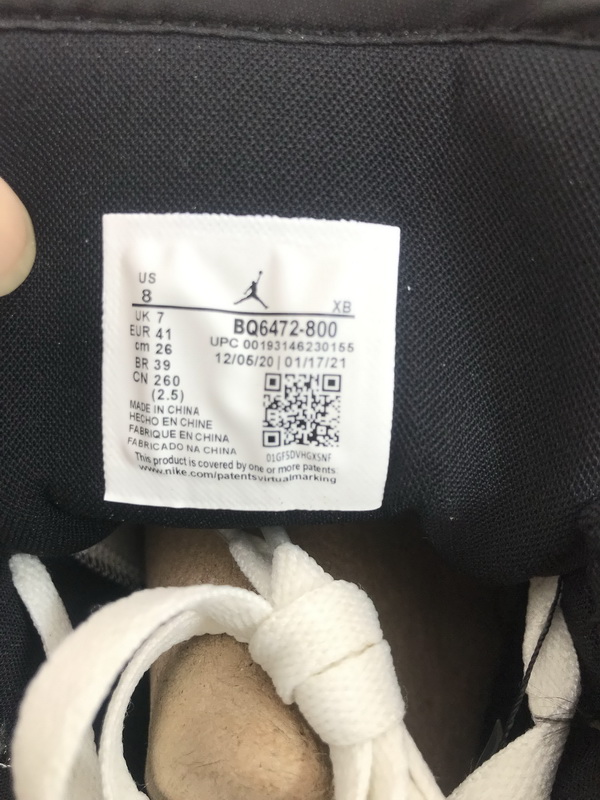 US
8
XB
UK 7
EUR 41
cm 26
BR 39
CN 260
(2.5)
BQ6472-800
UPC 00193146230155
12/05/20 | 01/17/21
MADE IN CHINA
HECHO EN CHINE
FABRIQUE EN CHINA
FABRICADO NA CHINA
D1GF5DVHGXSNF
This product is covered by one or more patents.
www.nike.com/patentsvirtualmarking